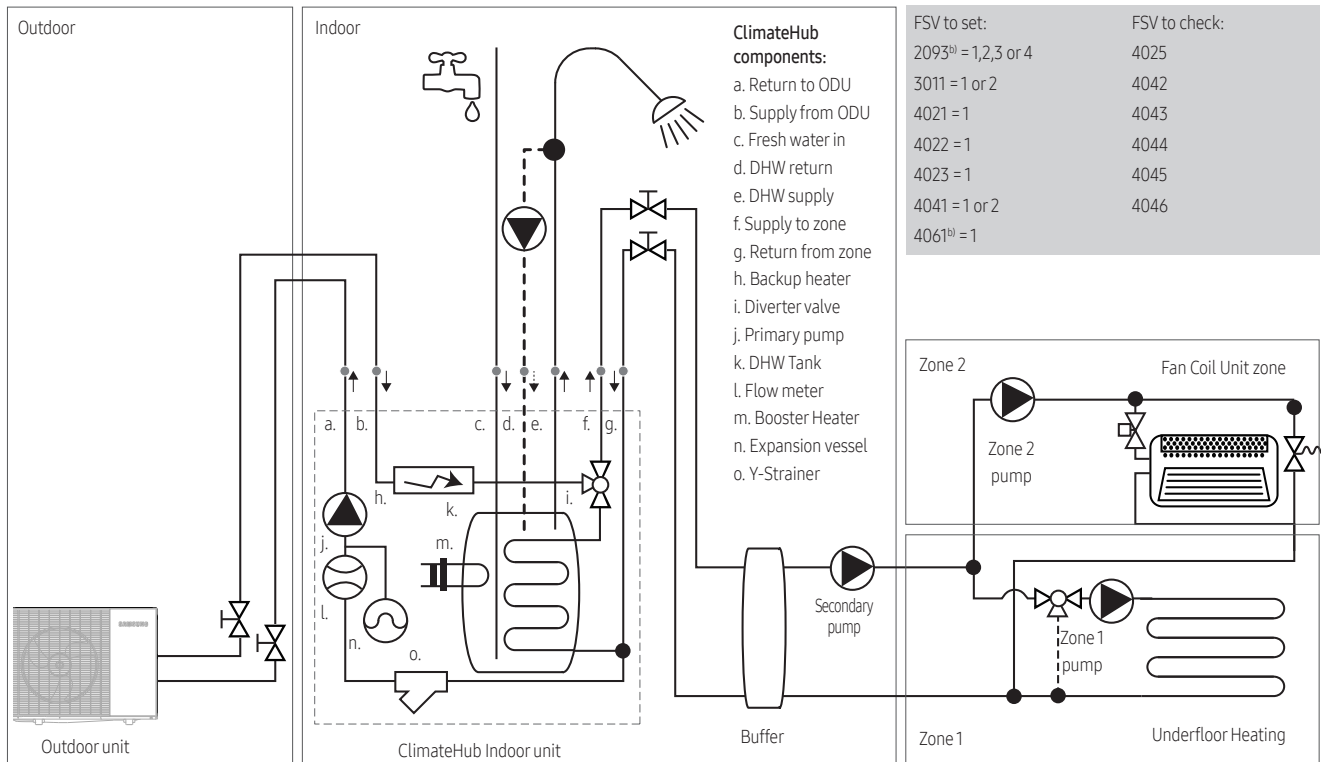 Outdoor
Indoor
ClimateHub
components:
a. Return to ODU
b. Supply from ODU
c. Fresh water in
d. DHW return
e. DHW supply
f. Supply to zone
g. Return from zone
h. Backup heater
i. Diverter valve
j. Primary pump
k. DHW Tank
l. Flow meter
m. Booster Heater
n. Expansion vessel
o. Y-Strainer
FSV to set:
2093ᵇ⁾ = 1,2,3 or 4
3011 = 1 or 2
4021 = 1
4022 = 1
4023 = 1
4041 = 1 or 2
4061ᵇ⁾ = 1
FSV to check:
4025
4042
4043
4044
4045
4046
a.
b.
c.
d.
e.
f.
g.
h.
k.
i.
j.
m.
l.
n.
o.
SAMSUNG
Outdoor unit
ClimateHub Indoor unit
Buffer
Secondary
pump
Zone 2
Fan Coil Unit zone
Zone 2
pump
Zone 1
pump
Zone 1
Underfloor Heating